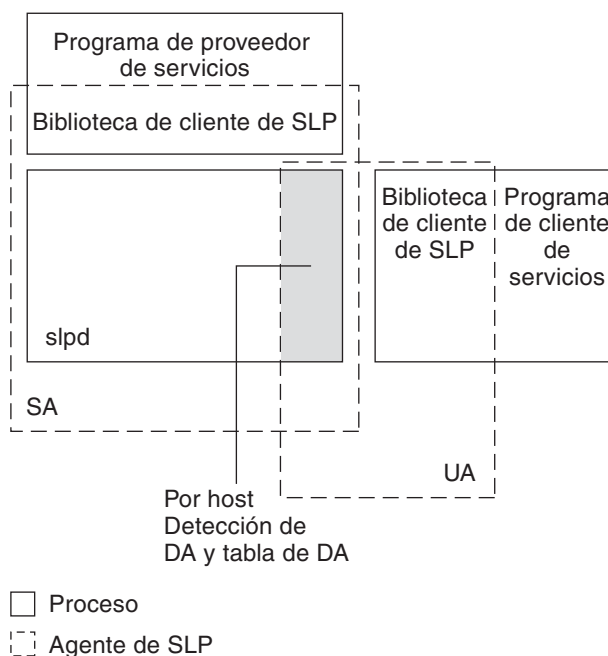 Programa de proveedor
de servicios
Biblioteca de cliente de SLP
Biblioteca
de cliente
de SLP
Programa
de cliente
de
servicios
slpd
SA
UA
Por host
Detección de
DA y tabla de DA
Proceso
Agente de SLP